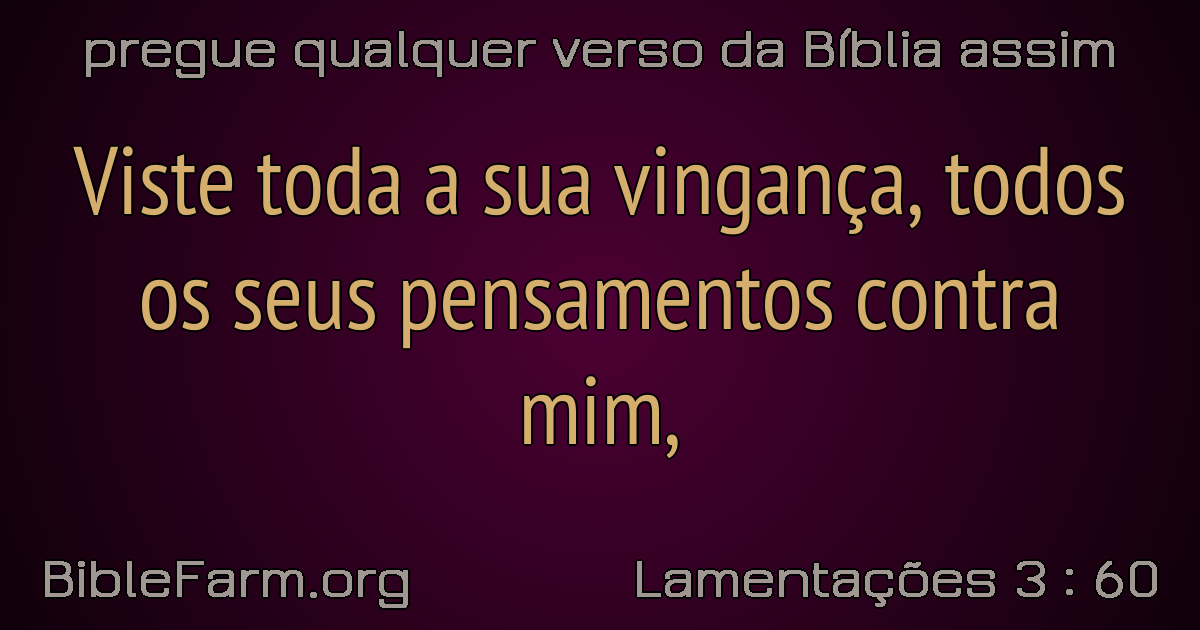 pregue qualquer verso da Bíblia assim
Viste toda a sua vingança, todos
os seus pensamentos contra
mim,
BibleFarm.org
Lamentações 3 : 60